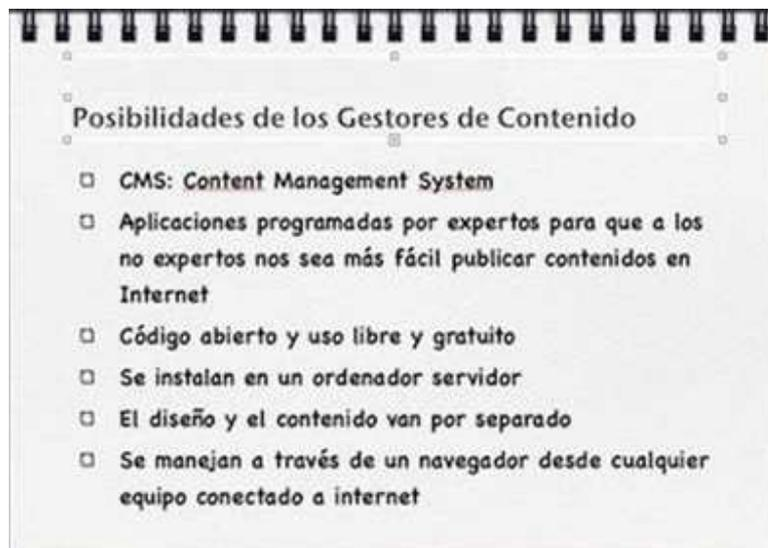 Posibilidades de los Gestores de Contenido
CMS: Content Management System
Aplicaciones programadas por expertos para que a los
no expertos nos sea más fácil publicar contenidos en
Internet
Código abierto y uso libre y gratuito
Se instalan en un ordenador servidor
El diseño y el contenido van por separado
Se manejan a través de un navegador desde cualquier
equipo conectado a internet